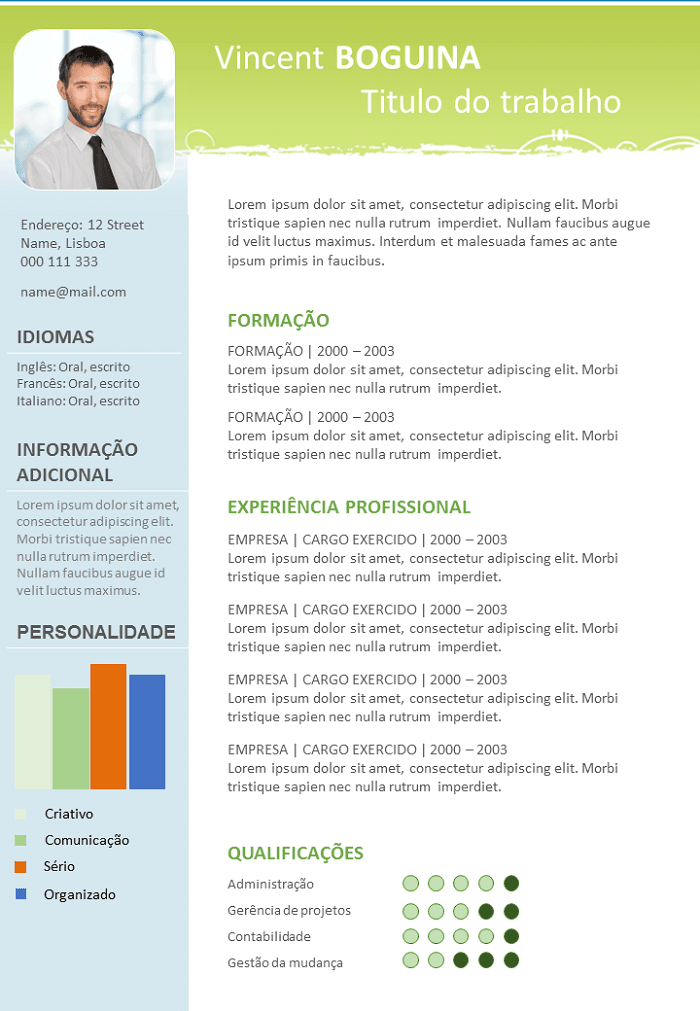 Vincent BOGUINA
Titulo do trabalho
Endereço: 12 Street
Name, Lisboa
000 111 333
name@mail.com
IDIOMAS
Inglês: Oral, escrito
Francês: Oral, escrito
Italiano: Oral, escrito
INFORMAÇÃO
ADICIONAL
Lorem ipsum dolor sit amet,
consectetur adipiscing elit.
Morbi tristique sapien nec
nulla rutrum imperdiet.
Nullam faucibus augue id
velit luctus maximus.
PERSONALIDADE
Criativo
Comunicação
Sério
Organizado
Lorem ipsum dolor sit amet, consectetur adipiscing elit. Morbi
tristique sapien nec nulla rutrum imperdiet. Nullam faucibus augue
id velit luctus maximus. Interdum et malesuada fames ac ante
ipsum primis in faucibus.
FORMAÇÃO
FORMAÇÃO | 2000 – 2003
Lorem ipsum dolor sit amet, consectetur adipiscing elit. Morbi
tristique sapien nec nulla rutrum imperdiet.
FORMAÇÃO | 2000 – 2003
Lorem ipsum dolor sit amet, consectetur adipiscing elit. Morbi
tristique sapien nec nulla rutrum imperdiet.
EXPERIÊNCIA PROFISSIONAL
EMPRESA | CARGO EXERCIDO | 2000 – 2003
Lorem ipsum dolor sit amet, consectetur adipiscing elit. Morbi
tristique sapien nec nulla rutrum imperdiet.
EMPRESA | CARGO EXERCIDO | 2000 – 2003
Lorem ipsum dolor sit amet, consectetur adipiscing elit. Morbi
tristique sapien nec nulla rutrum imperdiet.
EMPRESA | CARGO EXERCIDO | 2000 – 2003
Lorem ipsum dolor sit amet, consectetur adipiscing elit. Morbi
tristique sapien nec nulla rutrum imperdiet.
EMPRESA | CARGO EXERCIDO | 2000 – 2003
Lorem ipsum dolor sit amet, consectetur adipiscing elit. Morbi
tristique sapien nec nulla rutrum imperdiet.
QUALIFICAÇÕES
Administração
Gerência de projetos
Contabilidade
Gestão da mudança